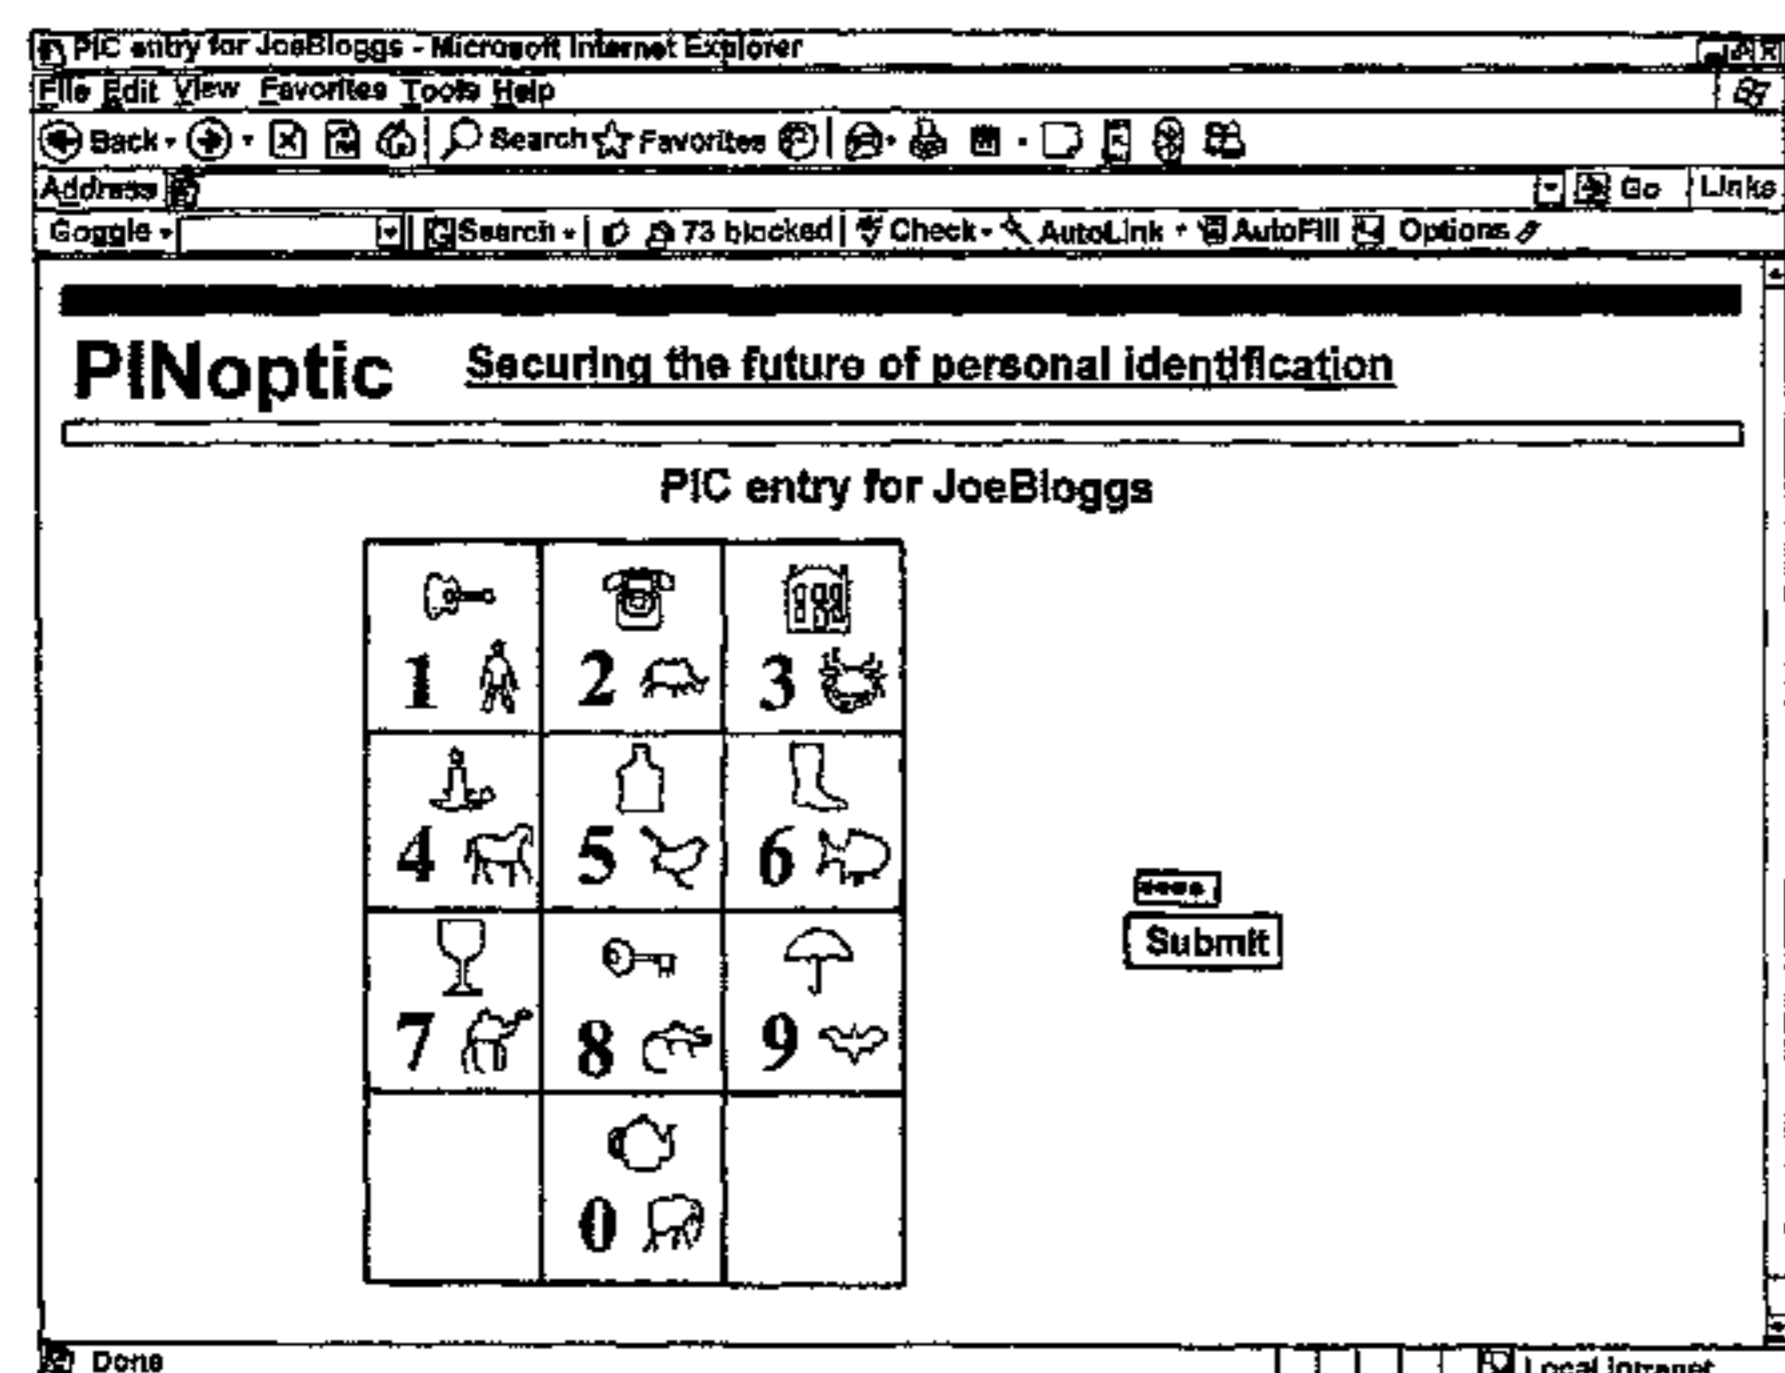 PIC entry for JoeBloggs - Microsoft Internet Explorer
File Edit View Favorites Tools Help
Back Search Favorites
Address Go Links
Goggle Search 73 blocked Check AutoLink AutoFill Options
PINoptic Securing the future of personal identification
PIC entry for JoeBloggs
1 2 3
4 5 6
7 8 9
0
****
Submit
Done Local intranet